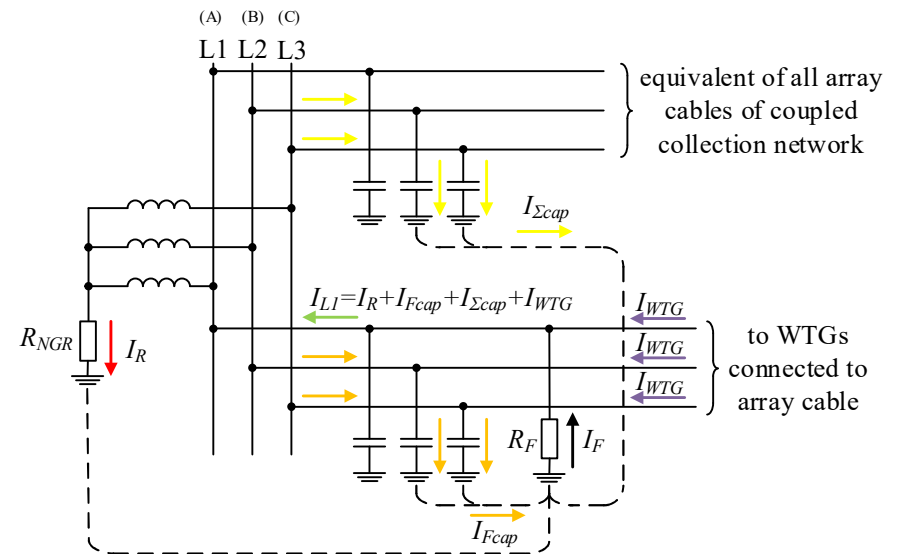 (A) (B) (C)
L1 L2 L3
equivalent of all array
cables of coupled
collection network
IΣcap
IL1=IR+IFcap+IΣcap+IWTG
IWTG
IWTG
IWTG
to WTGs
connected to
array cable
RNGR
IR
RF
IF
IFcap